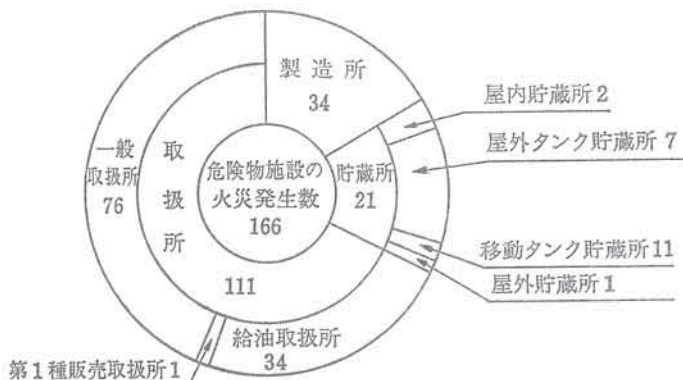 製造所
34
屋内貯蔵所2
屋外タンク貯蔵所 7
一般
取扱所
76
取
扱
所
111
危険物施設の
火災発生数
166
貯蔵所
21
移動タンク貯蔵所11
屋外貯蔵所1
給油取扱所
34
第1種販売取扱所1